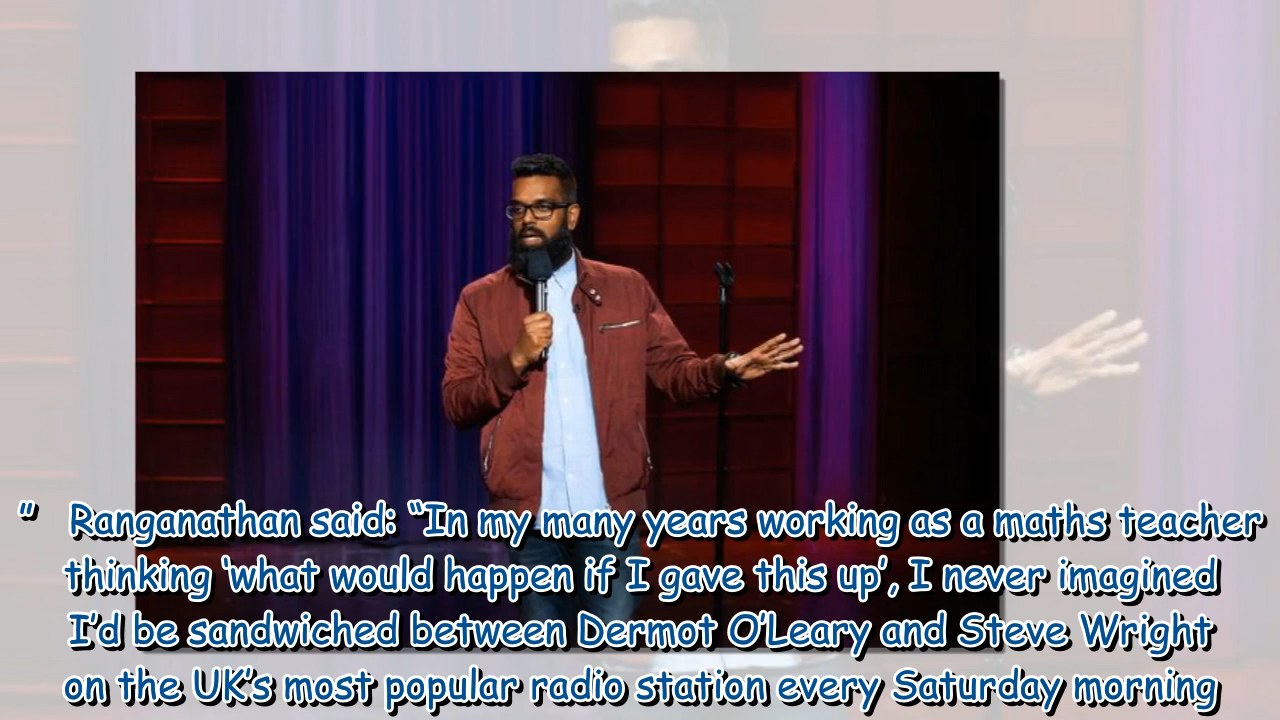 ”   Ranganathan said: “In my many years working as a maths teacher
thinking ‘what would happen if I gave this up’, I never imagined
I’d be sandwiched between Dermot O’Leary and Steve Wright
on the UK’s most popular radio station every Saturday morning